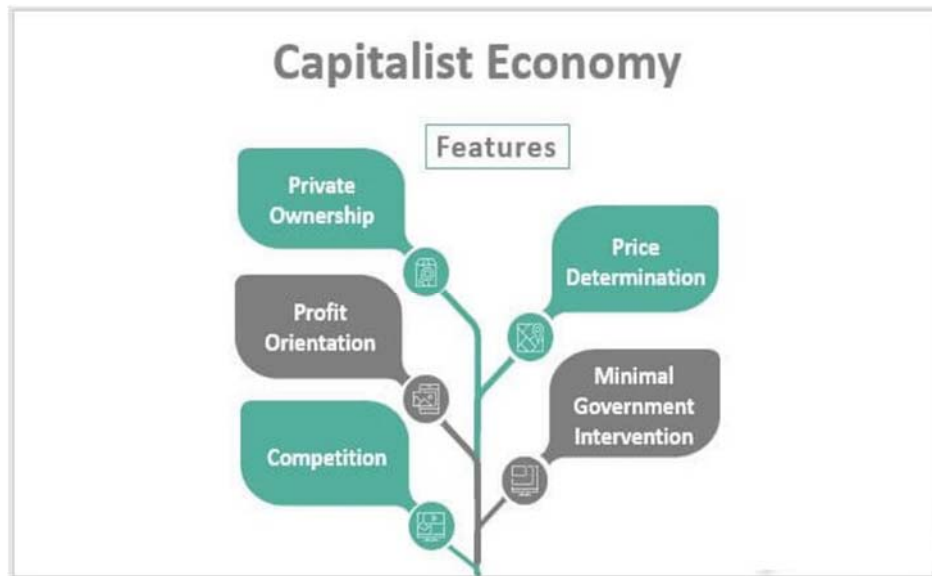 Capitalist Economy
Features
Private
Ownership
Profit
Orientation
Competition
Price
Determination
Minimal
Government
Intervention